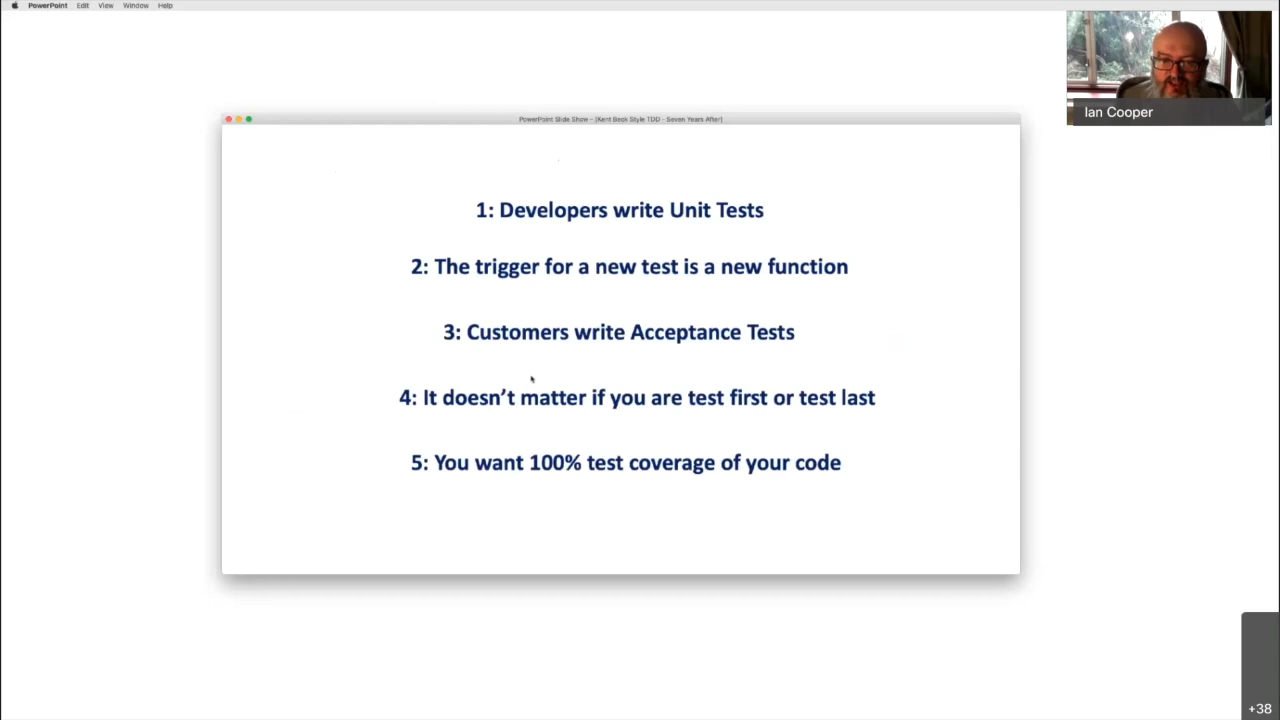 PowerPoint Edit View Window Help
Ian Cooper
PowerPoint Slide Show - [Kent Beck Style TDD - Seven Years After]
1: Developers write Unit Tests
2: The trigger for a new test is a new function
3: Customers write Acceptance Tests
4: It doesn't matter if you are test first or test last
5: You want 100% test coverage of your code
+38